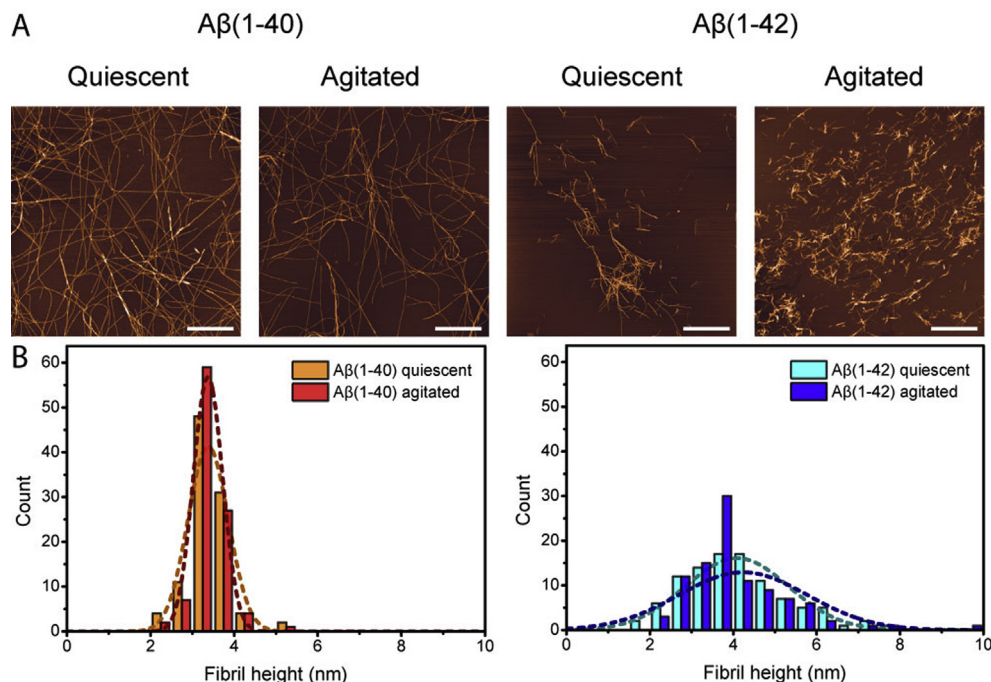 A
Aβ(1-40)
Aβ(1-42)
Quiescent
Agitated
Quiescent
Agitated
B
60
50
40
30
20
10
0
Count
Aβ(1-40) quiescent
Aβ(1-40) agitated
0 2 4 6 8 10
Fibril height (nm)
60
50
40
30
20
10
0
Count
Aβ(1-42) quiescent
Aβ(1-42) agitated
0 2 4 6 8 10
Fibril height (nm)